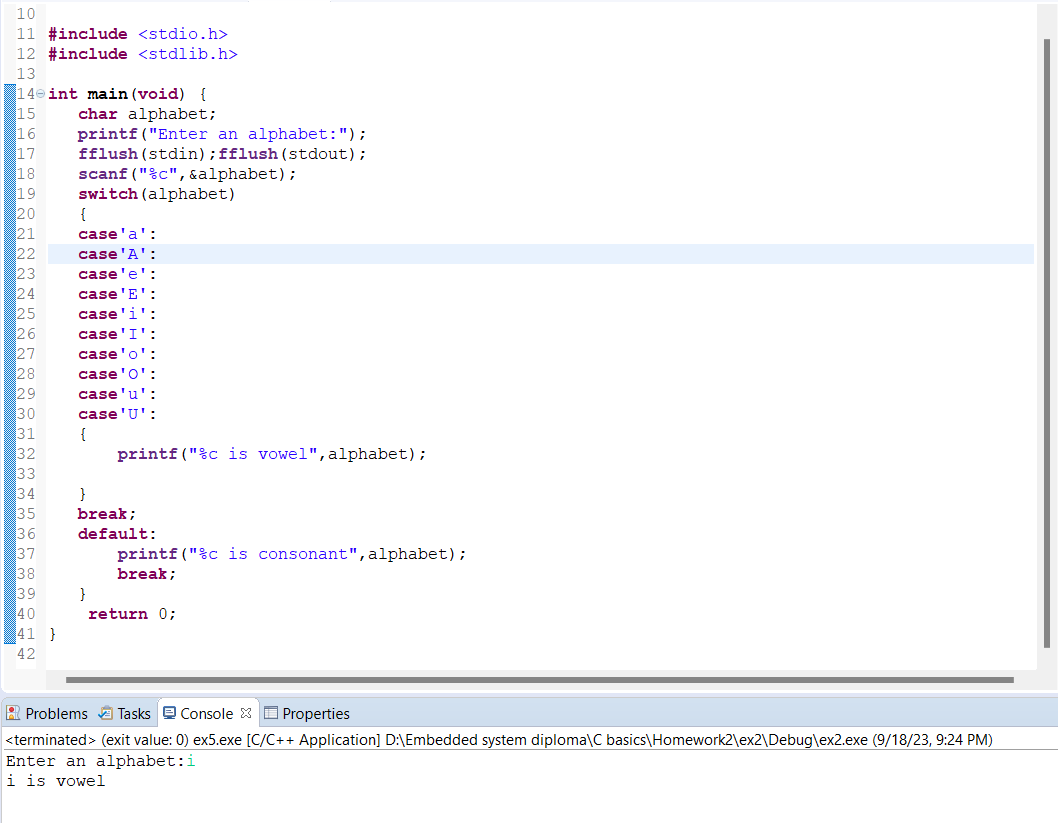 10
11 #include <stdio.h>
12 #include <stdlib.h>
13
14 int main(void) {
15    char alphabet;
16    printf("Enter an alphabet:");
17    fflush(stdin);fflush(stdout);
18    scanf("%c",&alphabet);
19    switch(alphabet)
20    {
21    case'a':
22    case'A':
23    case'e':
24    case'E':
25    case'i':
26    case'I':
27    case'o':
28    case'O':
29    case'u':
30    case'U':
31    {
32        printf("%c is vowel",alphabet);
33
34    }
35    break;
36    default:
37        printf("%c is consonant",alphabet);
38        break;
39    }
40     return 0;
41 }
42
Problems Tasks Console Properties
<terminated> (exit value: 0) ex5.exe [C/C++ Application] D:\Embedded system diploma\C basics\Homework2\ex2\Debug\ex2.exe (9/18/23, 9:24 PM)
Enter an alphabet:i
i is vowel